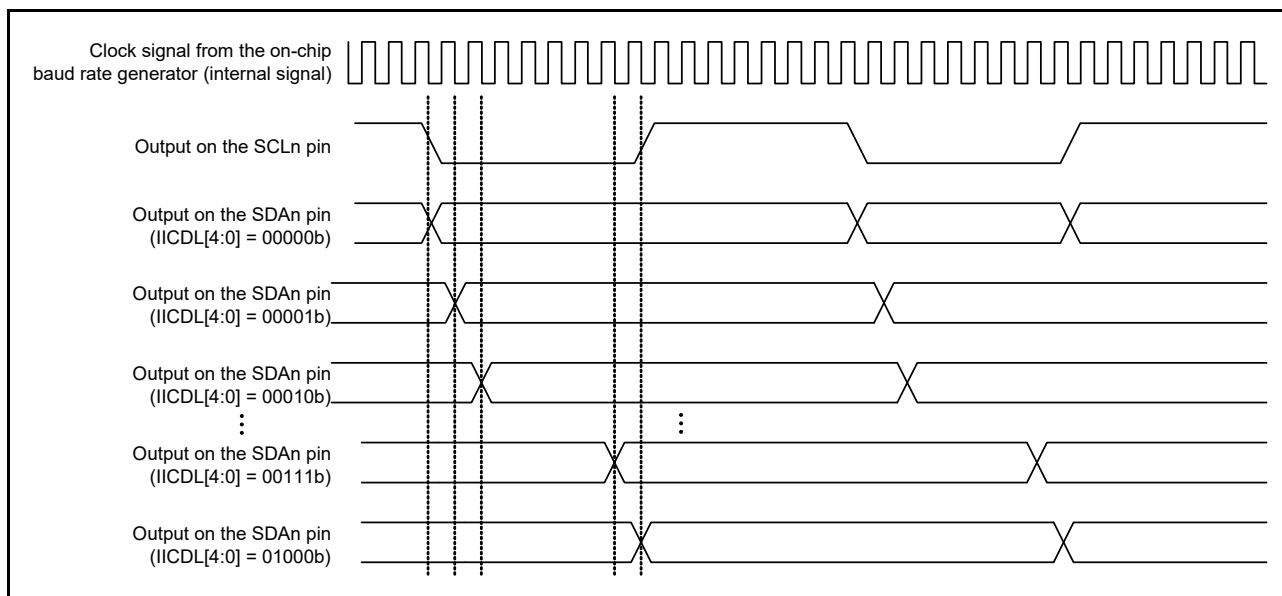 Clock signal from the on-chip
baud rate generator (internal signal)
Output on the SCLn pin
Output on the SDAn pin
(IICDL[4:0] = 00000b)
Output on the SDAn pin
(IICDL[4:0] = 00001b)
Output on the SDAn pin
(IICDL[4:0] = 00010b)
Output on the SDAn pin
(IICDL[4:0] = 00111b)
Output on the SDAn pin
(IICDL[4:0] = 01000b)